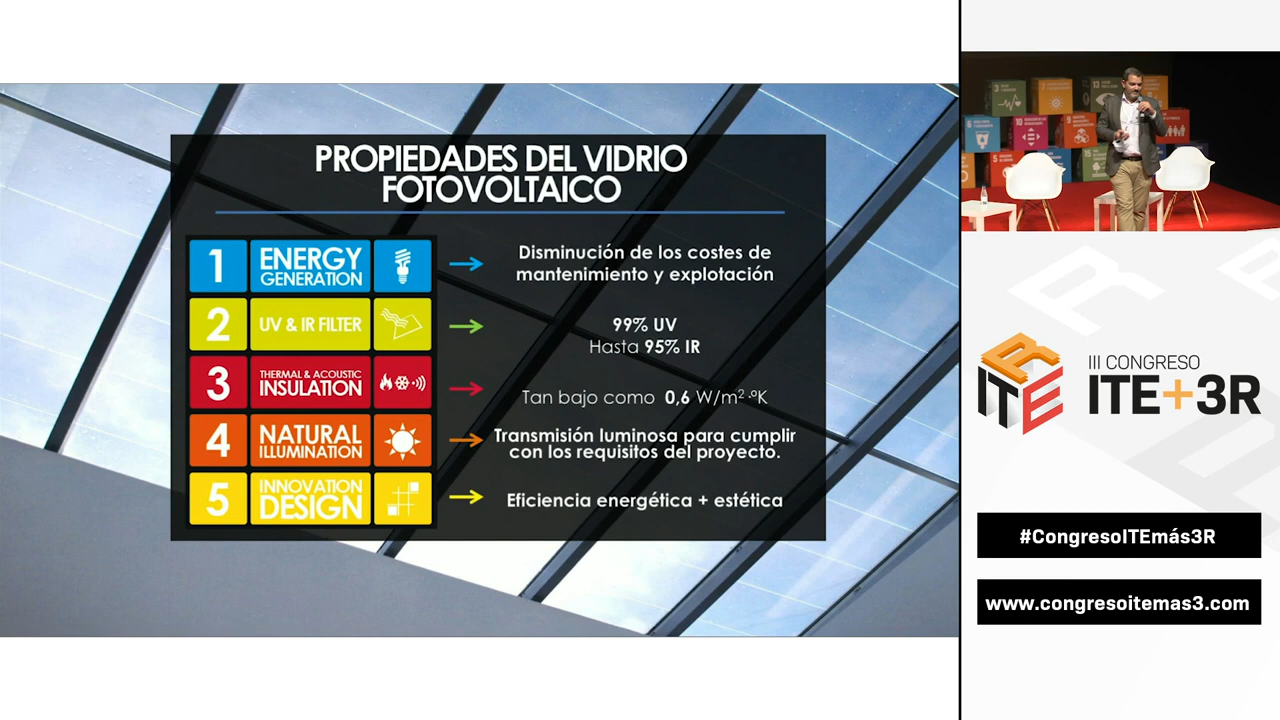 PROPIEDADES DEL VIDRIO
FOTOVOLTAICO
1
ENERGY
GENERATION
Disminución de los costes de
mantenimiento y explotación
2
UV & IR FILTER
99% UV
Hasta 95% IR
3
THERMAL & ACOUSTIC
INSULATION
Tan bajo como 0,6 W/m² ·ºK
4
NATURAL
ILLUMINATION
Transmisión luminosa para cumplir
con los requisitos del proyecto.
5
INNOVATION
DESIGN
Eficiencia energética + estética
ITE
3R
III CONGRESO
ITE+3R
#CongresoITEmás3R
www.congresoitemas3.com